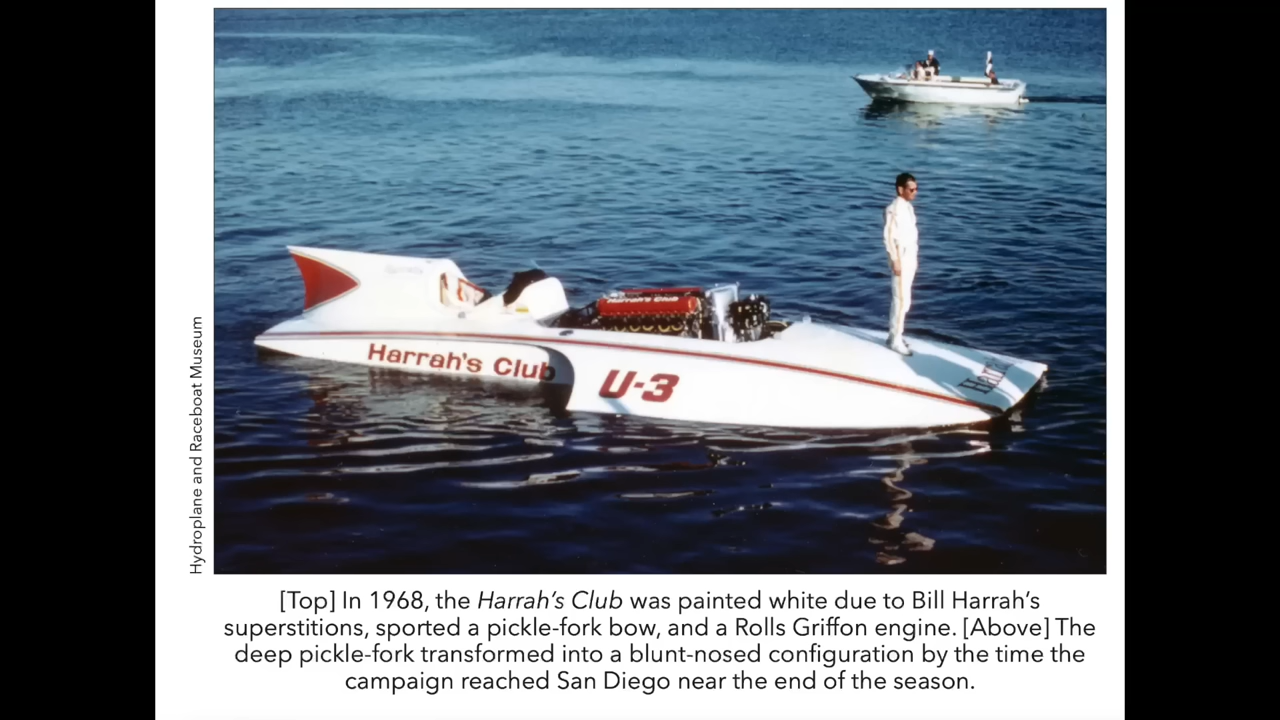 Hydroplane and Raceboat Museum
Harrah's Club
Harrah's Club
U-3
[Top] In 1968, the Harrah's Club was painted white due to Bill Harrah's
superstitions, sported a pickle-fork bow, and a Rolls Griffon engine. [Above] The
deep pickle-fork transformed into a blunt-nosed configuration by the time the
campaign reached San Diego near the end of the season.